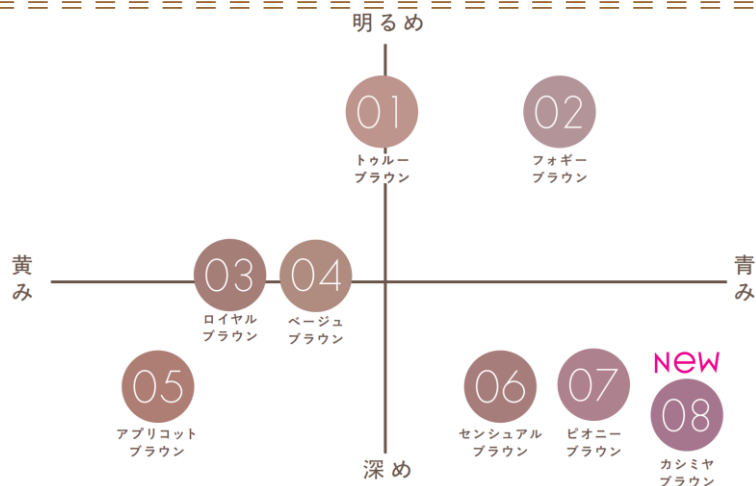 明るめ
01
トゥルー
ブラウン
02
フォギー
ブラウン
黄み
青み
03
ロイヤル
ブラウン
04
ベージュ
ブラウン
05
アプリコット
ブラウン
06
センシュアル
ブラウン
07
ピオニー
ブラウン
NEW
08
カシミヤ
ブラウン
深め